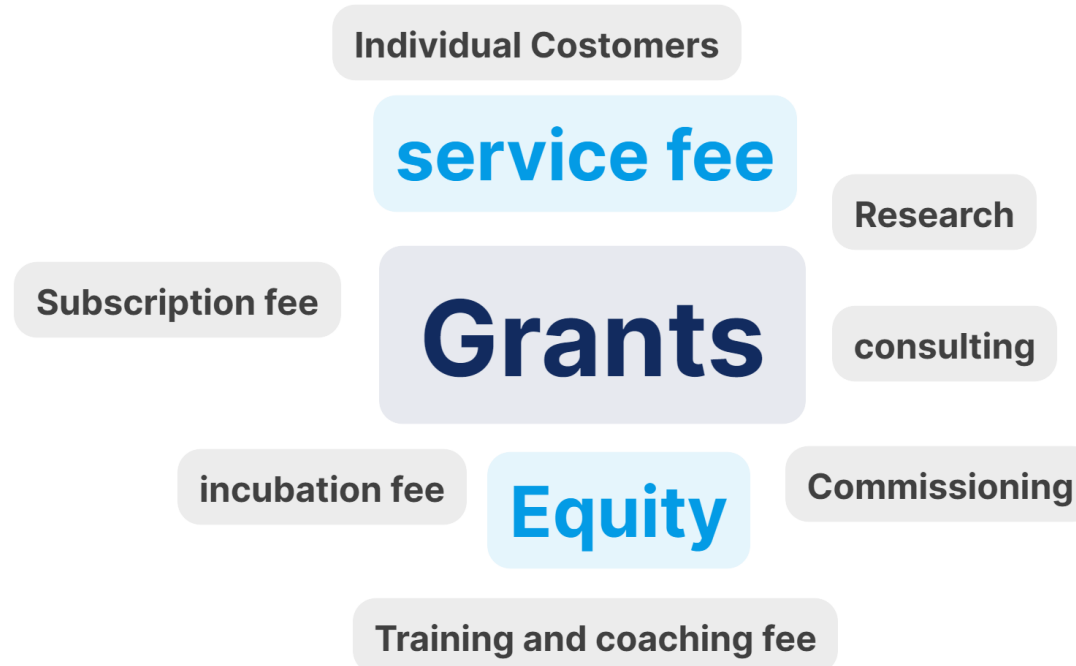 Individual Costomers
service fee
Research
Subscription fee
Grants
consulting
incubation fee
Equity
Commissioning
Training and coaching fee